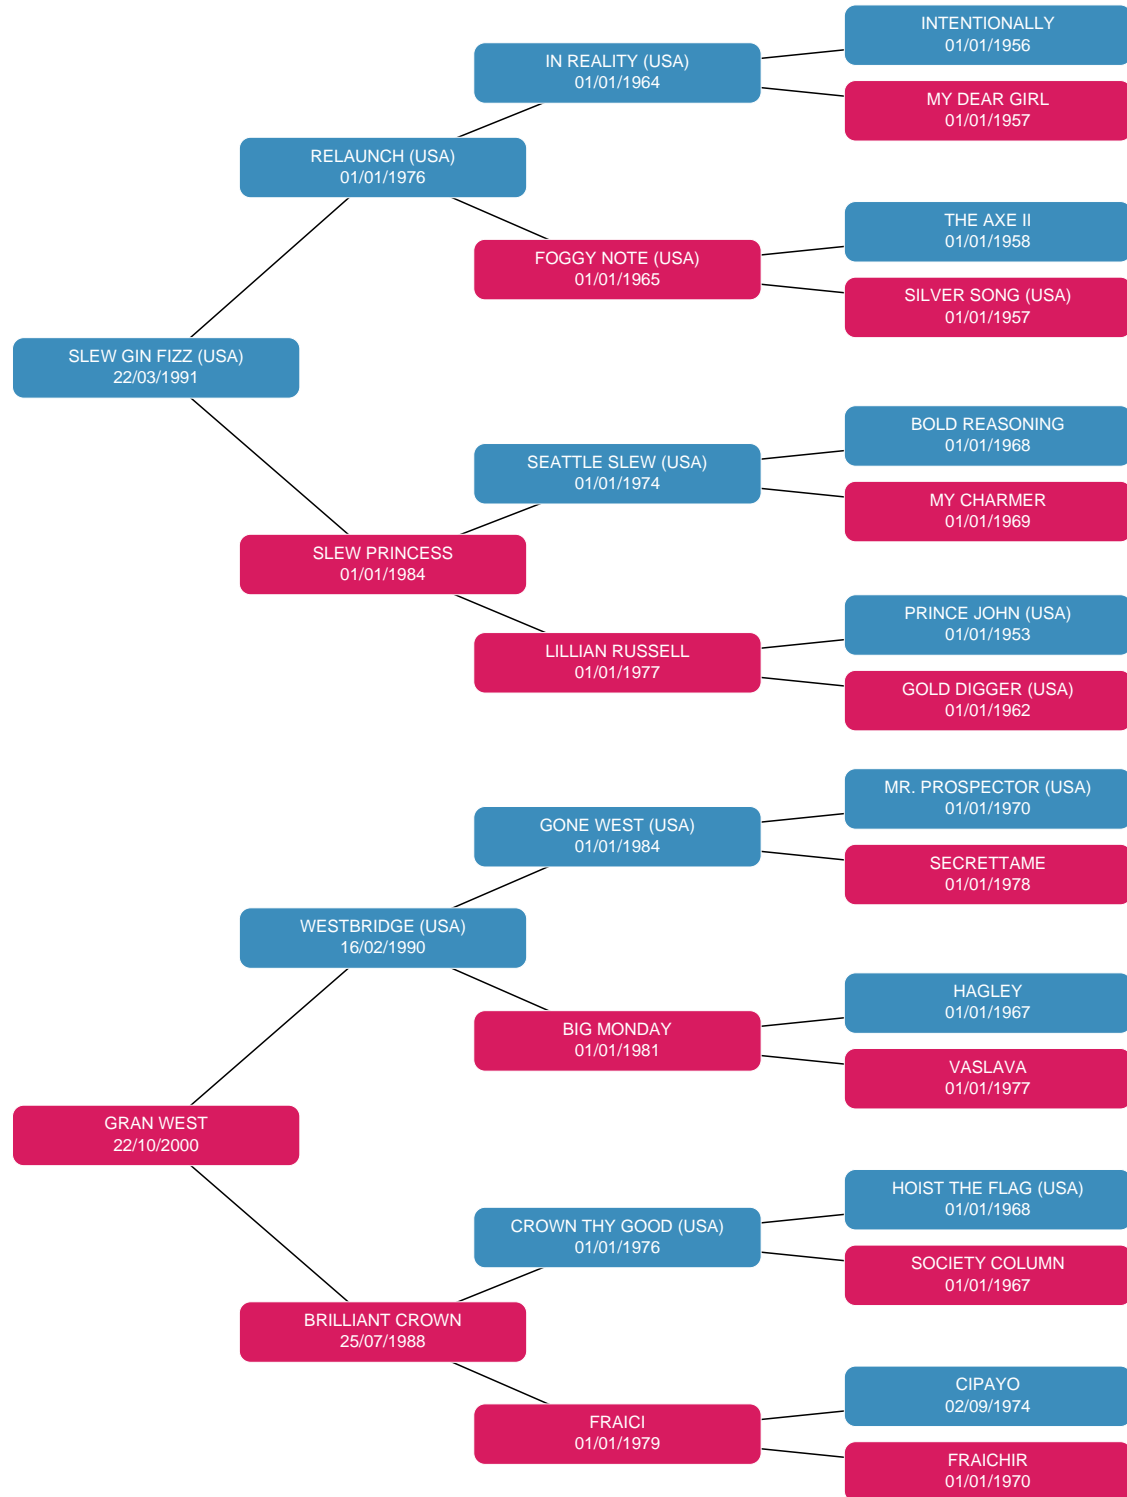 INTENTIONALLY
01/01/1956
IN REALITY (USA)
01/01/1964
MY DEAR GIRL
01/01/1957
RELAUNCH (USA)
01/01/1976
THE AXE II
01/01/1958
FOGGY NOTE (USA)
01/01/1965
SILVER SONG (USA)
01/01/1957
SLEW GIN FIZZ (USA)
22/03/1991
BOLD REASONING
01/01/1968
SEATTLE SLEW (USA)
01/01/1974
MY CHARMER
01/01/1969
SLEW PRINCESS
01/01/1984
PRINCE JOHN (USA)
01/01/1953
LILLIAN RUSSELL
01/01/1977
GOLD DIGGER (USA)
01/01/1962
MR. PROSPECTOR (USA)
01/01/1970
GONE WEST (USA)
01/01/1984
SECRETTAME
01/01/1978
WESTBRIDGE (USA)
16/02/1990
HAGLEY
01/01/1967
BIG MONDAY
01/01/1981
VASLAVA
01/01/1977
GRAN WEST
22/10/2000
HOIST THE FLAG (USA)
01/01/1968
CROWN THY GOOD (USA)
01/01/1976
SOCIETY COLUMN
01/01/1967
BRILLIANT CROWN
25/07/1988
CIPAYO
02/09/1974
FRAICI
01/01/1979
FRAICHIR
01/01/1970